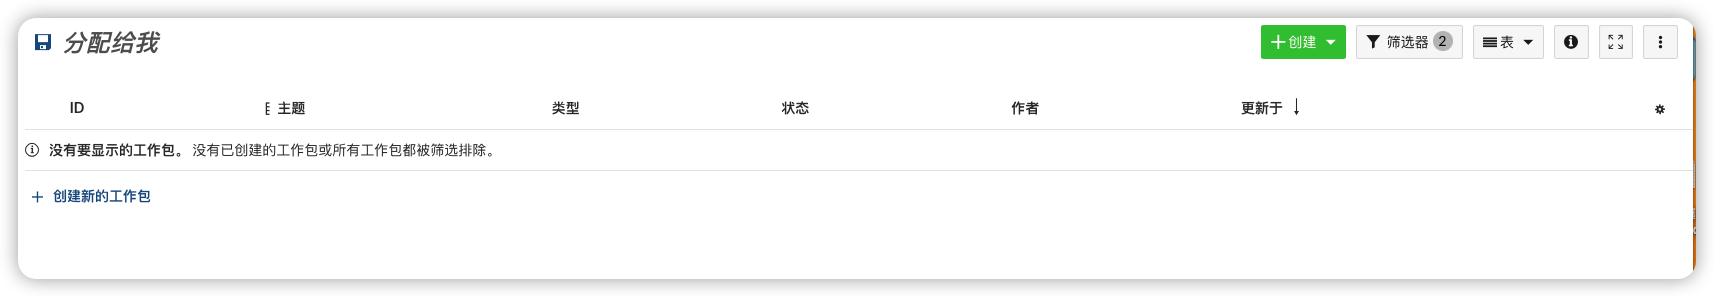 分配给我
创建 筛选器 2 表
ID 主题 类型 状态 作者 更新于
没有要显示的工作包。 没有已创建的工作包或所有工作包都被筛选排除。
创建新的工作包